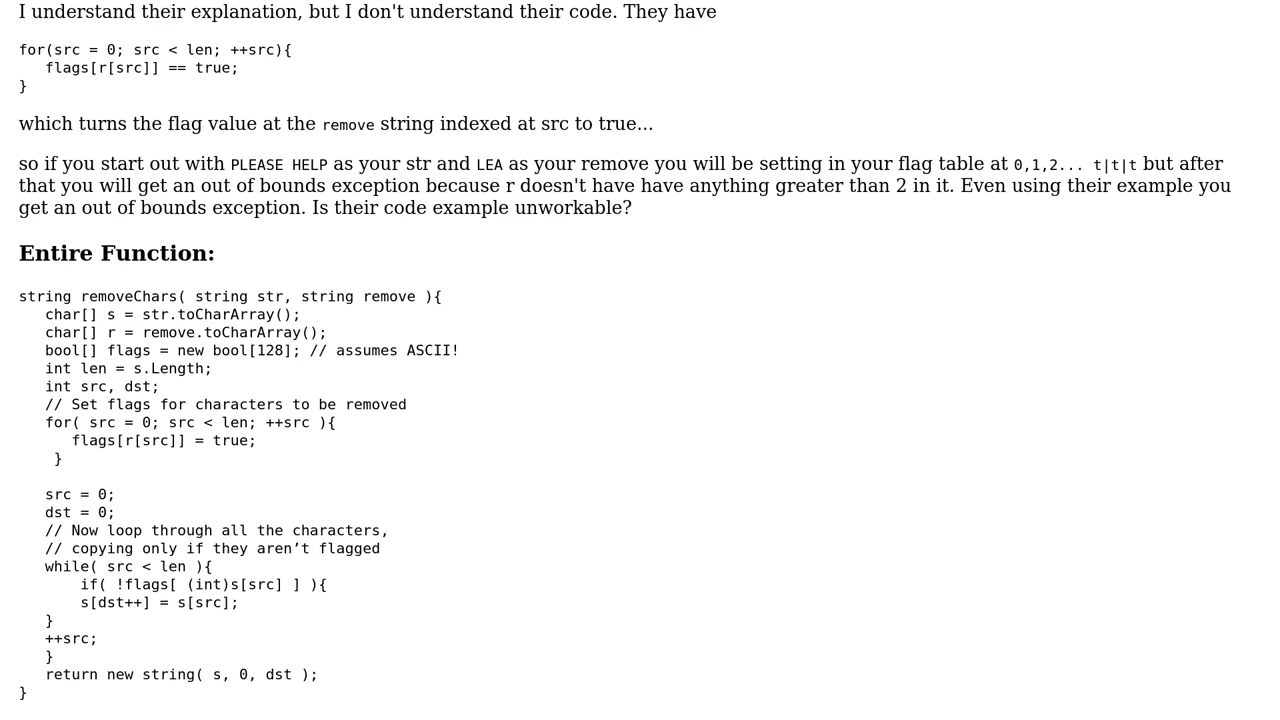 I understand their explanation, but I don't understand their code. They have
for(src = 0; src < len; ++src){
   flags[r[src]] == true;
}
which turns the flag value at the remove string indexed at src to true...
so if you start out with PLEASE HELP as your str and LEA as your remove you will be setting in your flag table at 0,1,2... t|t|t but after
that you will get an out of bounds exception because r doesn't have have anything greater than 2 in it. Even using their example you
get an out of bounds exception. Is their code example unworkable?
Entire Function:
string removeChars( string str, string remove ){
   char[] s = str.toCharArray();
   char[] r = remove.toCharArray();
   bool[] flags = new bool[128]; // assumes ASCII!
   int len = s.Length;
   int src, dst;
   // Set flags for characters to be removed
   for( src = 0; src < len; ++src ){
      flags[r[src]] = true;
    }
   src = 0;
   dst = 0;
   // Now loop through all the characters,
   // copying only if they aren’t flagged
   while( src < len ){
       if( !flags[ (int)s[src] ] ){
       s[dst++] = s[src];
   }
   ++src;
   }
   return new string( s, 0, dst );
}